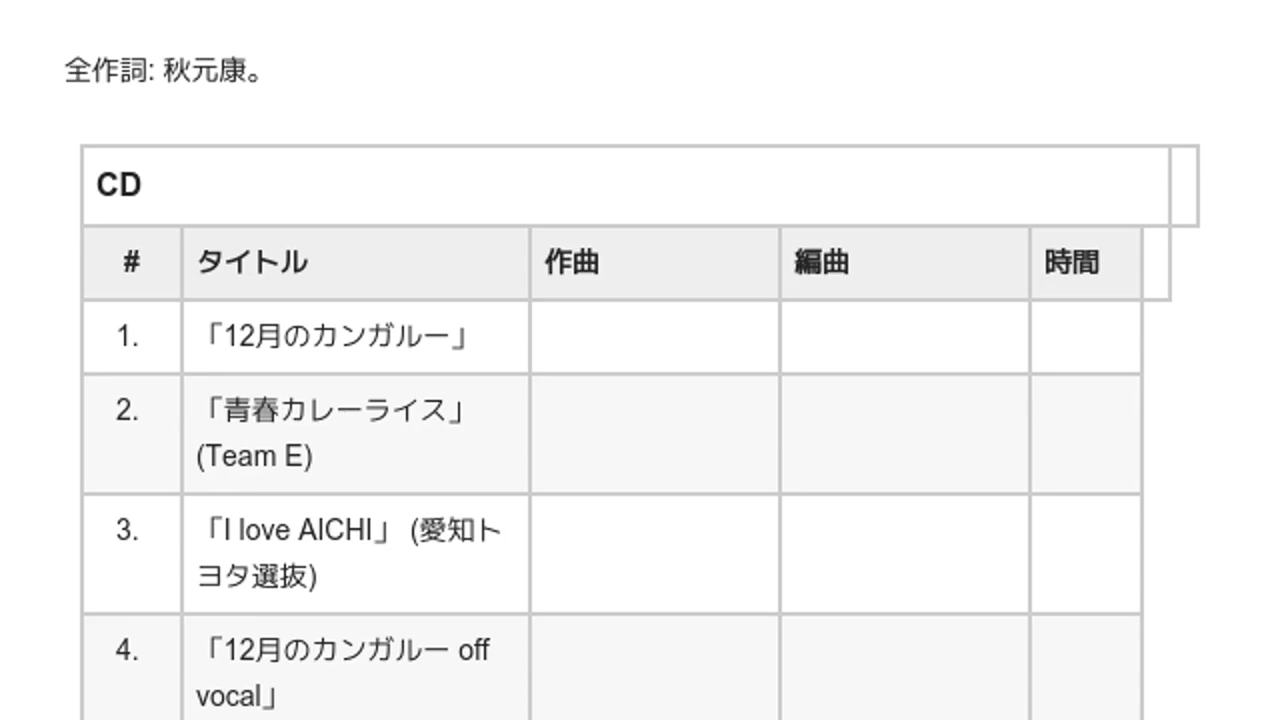 全作詞: 秋元康。
CD
# タイトル 作曲 編曲 時間
1. 「12月のカンガルー」
2. 「青春カレーライス」
(Team E)
3. 「I love AICHI」 (愛知ト
ヨタ選抜)
4. 「12月のカンガルー off
vocal」